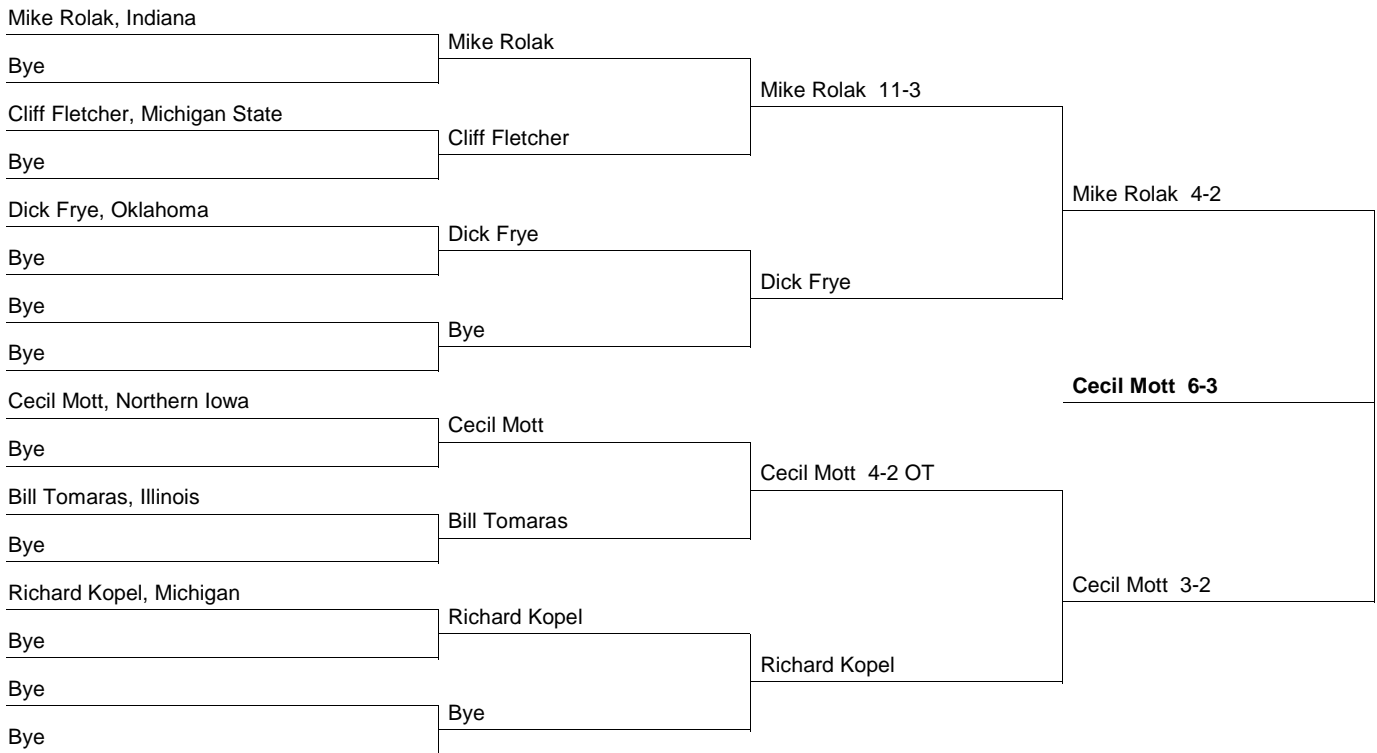 Mike Rolak, Indiana
Bye
Cliff Fletcher, Michigan State
Bye
Dick Frye, Oklahoma
Bye
Bye
Bye
Cecil Mott, Northern Iowa
Bye
Bill Tomaras, Illinois
Bye
Richard Kopel, Michigan
Bye
Bye
Bye
Mike Rolak
Cliff Fletcher
Dick Frye
Bye
Cecil Mott
Bill Tomaras
Richard Kopel
Bye
Mike Rolak 11-3
Dick Frye
Cecil Mott 4-2 OT
Richard Kopel
Mike Rolak 4-2
Cecil Mott 6-3
Cecil Mott 3-2